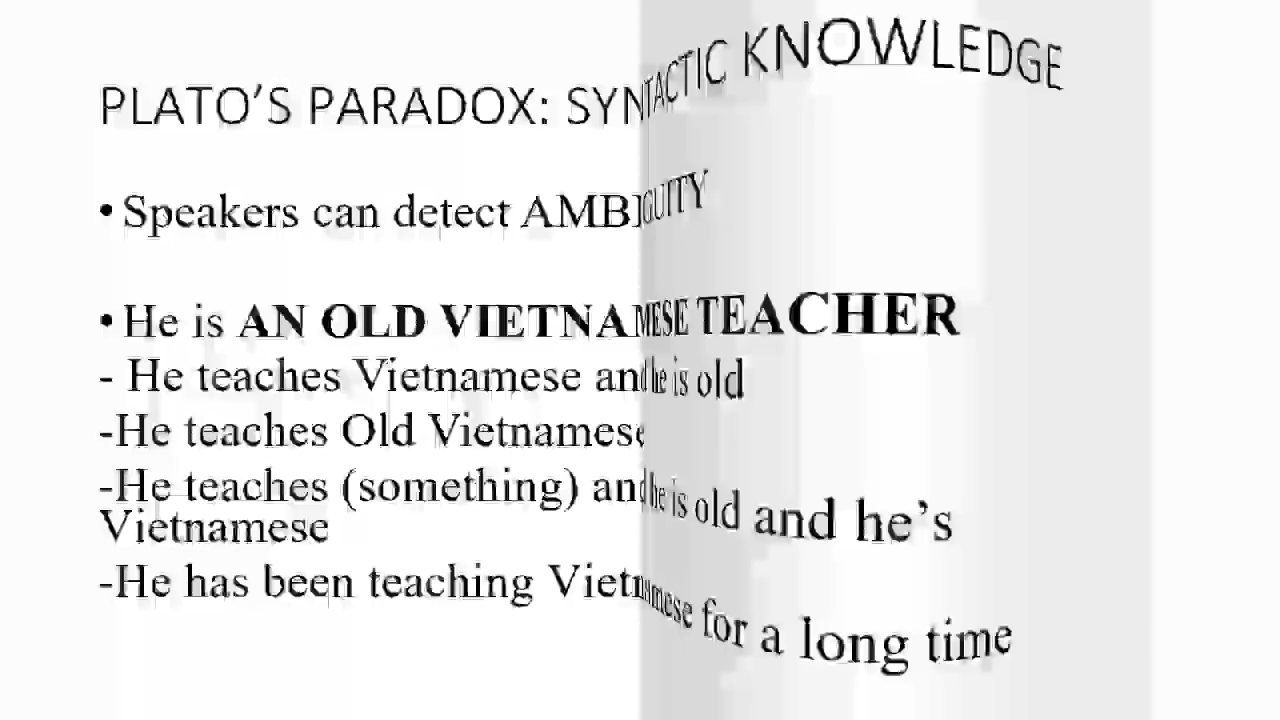 PLATO'S PARADOX: SYNTACTIC KNOWLEDGE
• Speakers can detect AMBIGUITY
• He is AN OLD VIETNAMESE TEACHER
- He teaches Vietnamese and he is old
-He teaches Old Vietnamese
-He teaches (something) and he is old and he's
Vietnamese
-He has been teaching Vietnamese for a long time